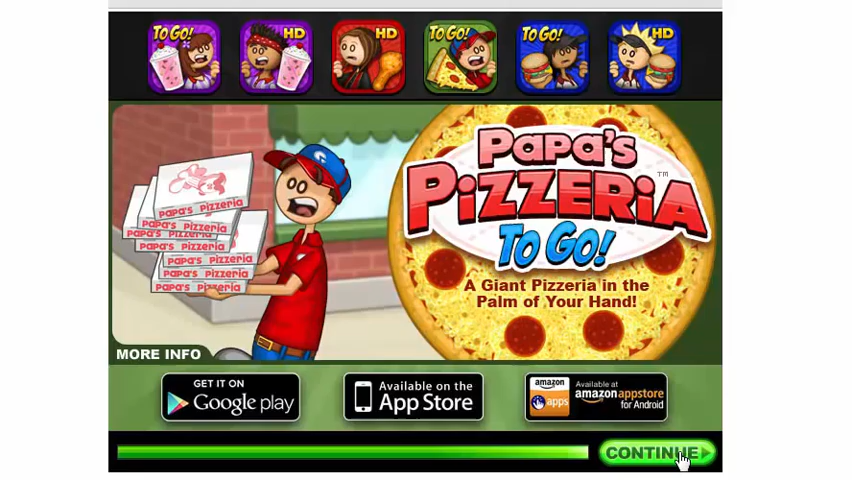 TO GO!
HD
HD
TO GO!
TO GO!
HD
PAPA'S
PIZZERIA™
TO GO!
A Giant Pizzeria in the
Palm of Your Hand!
PAPA'S PIZZERIA
PAPA'S PIZZERIA
PAPA'S PIZZERIA
PAPA'S PIZZERIA
PAPA'S PIZZERIA
PAPA'S PIZZERIA
PAPA'S PIZZERIA
MORE INFO
GET IT ON
Google play
Available on the
App Store
amazon
apps
Available at
amazon appstore
for Android
CONTINUE